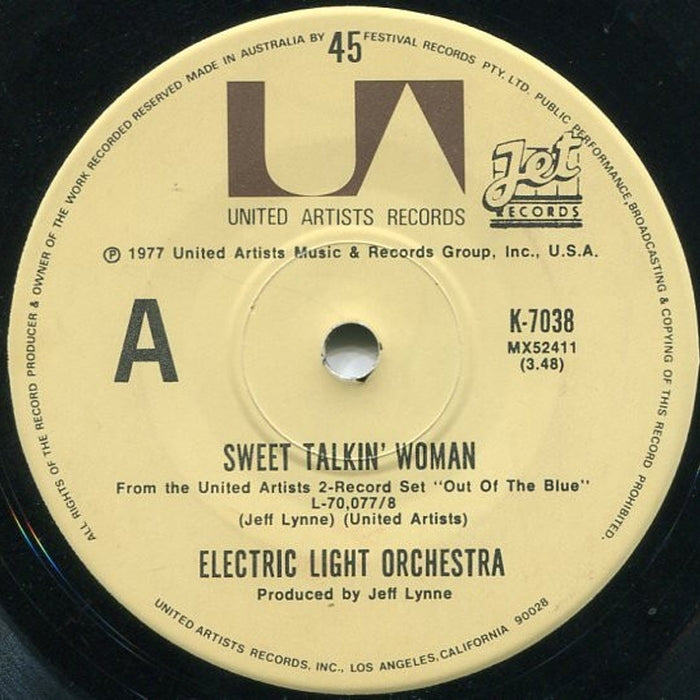 ALL RIGHTS OF THE RECORD PRODUCER & OWNER OF THE WORK RECORDED RESERVED MADE IN AUSTRALIA BY 45 FESTIVAL RECORDS PTY. LTD. PUBLIC PERFORMANCE, BROADCASTING & COPYING OF THIS RECORD PROHIBITED.
UA
Jet
RECORDS
UNITED ARTISTS RECORDS
℗ 1977 United Artists Music & Records Group, Inc., U.S.A.
A
K-7038
MX52411
(3.48)
SWEET TALKIN' WOMAN
From the United Artists 2-Record Set "Out Of The Blue"
L-70,077/8
(Jeff Lynne) (United Artists)
ELECTRIC LIGHT ORCHESTRA
Produced by Jeff Lynne
UNITED ARTISTS RECORDS, INC., LOS ANGELES, CALIFORNIA 90028